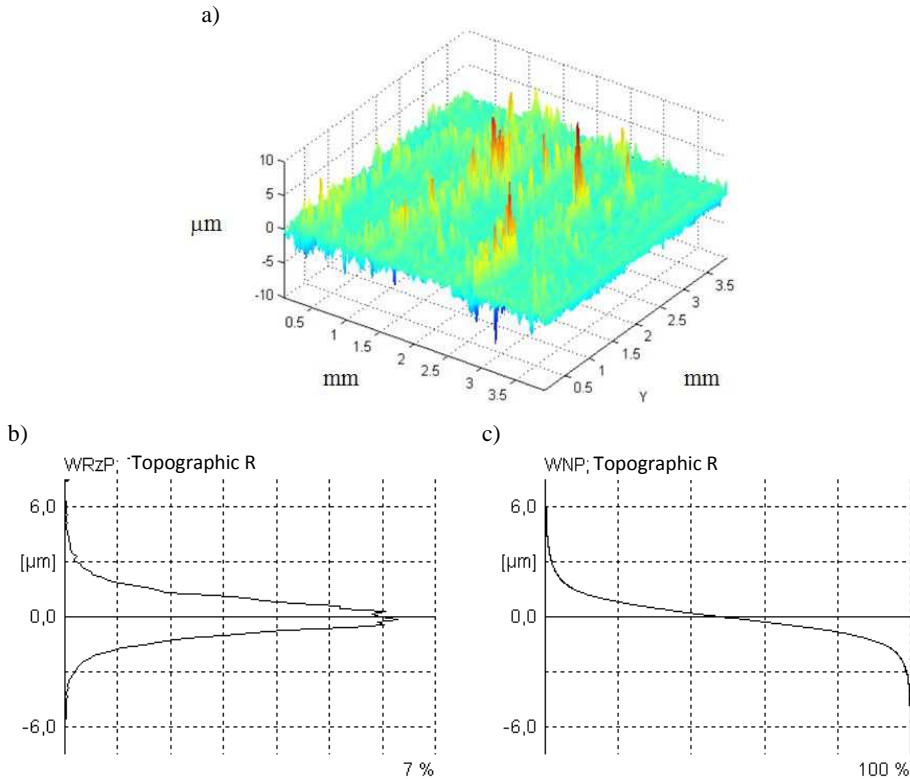 a)
10
5
0
-5
-10
μm
0.5
1
1.5
2
2.5
3
3.5
mm
0.5
1
1.5
2
2.5
3
3.5
mm
Y
b)
WRzP; Topographic R
6,0
[μm]
0,0
-6,0
7 %
c)
WNP; Topographic R
6,0
[μm]
0,0
-6,0
100 %